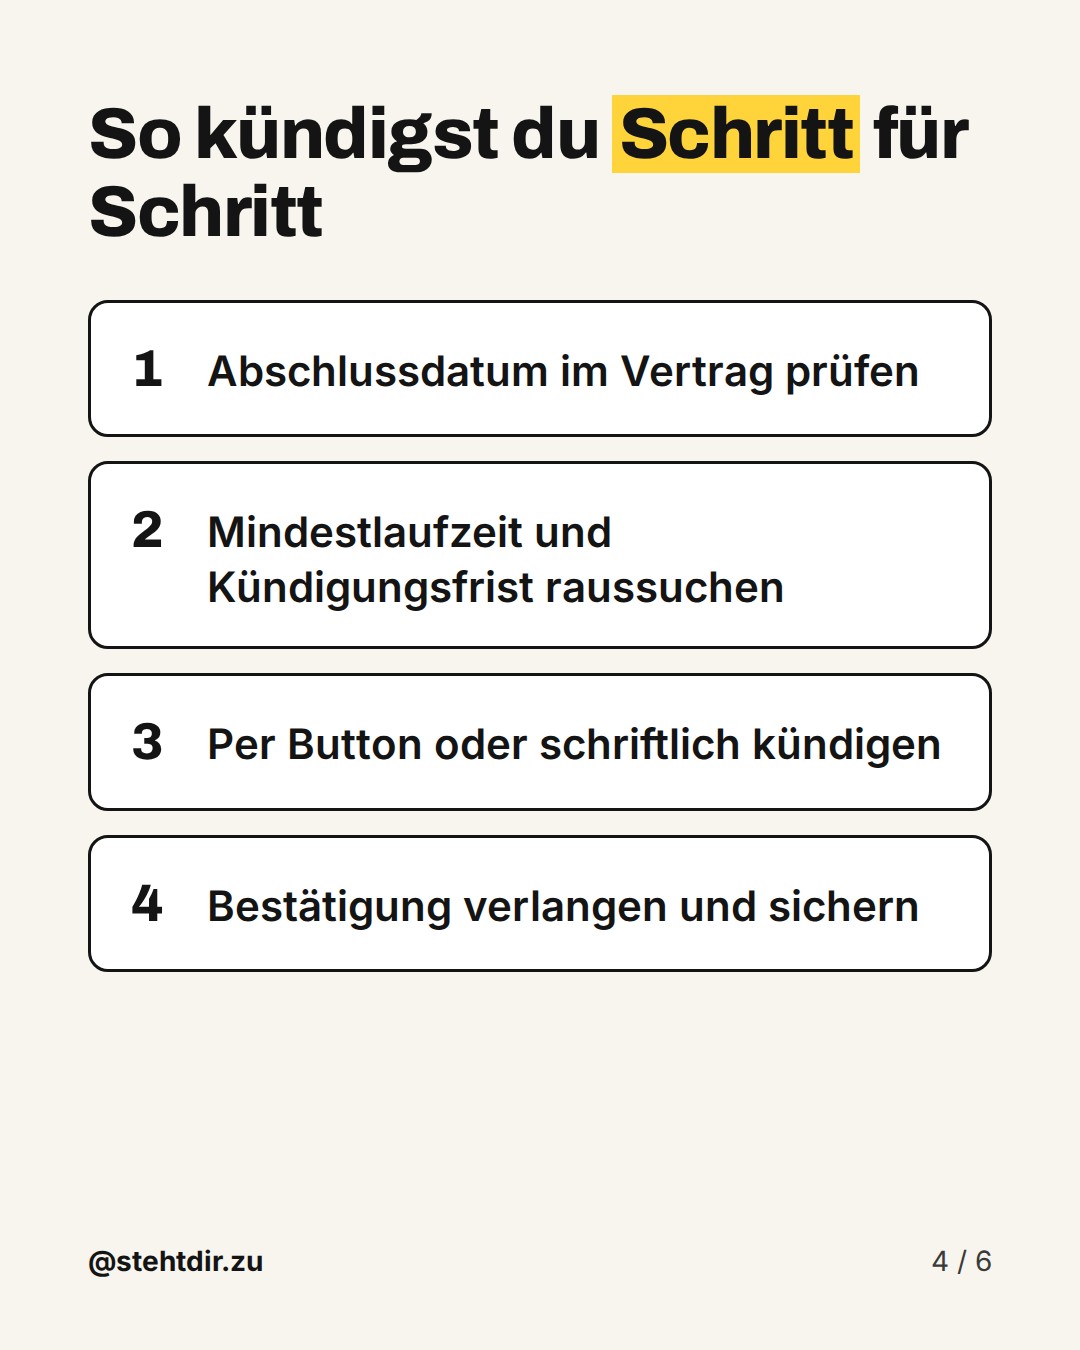 So kündigst du Schritt für
Schritt
1 Abschlussdatum im Vertrag prüfen
2 Mindestlaufzeit und
Kündigungsfrist raussuchen
3 Per Button oder schriftlich kündigen
4 Bestätigung verlangen und sichern
@stehtdir.zu
4 / 6